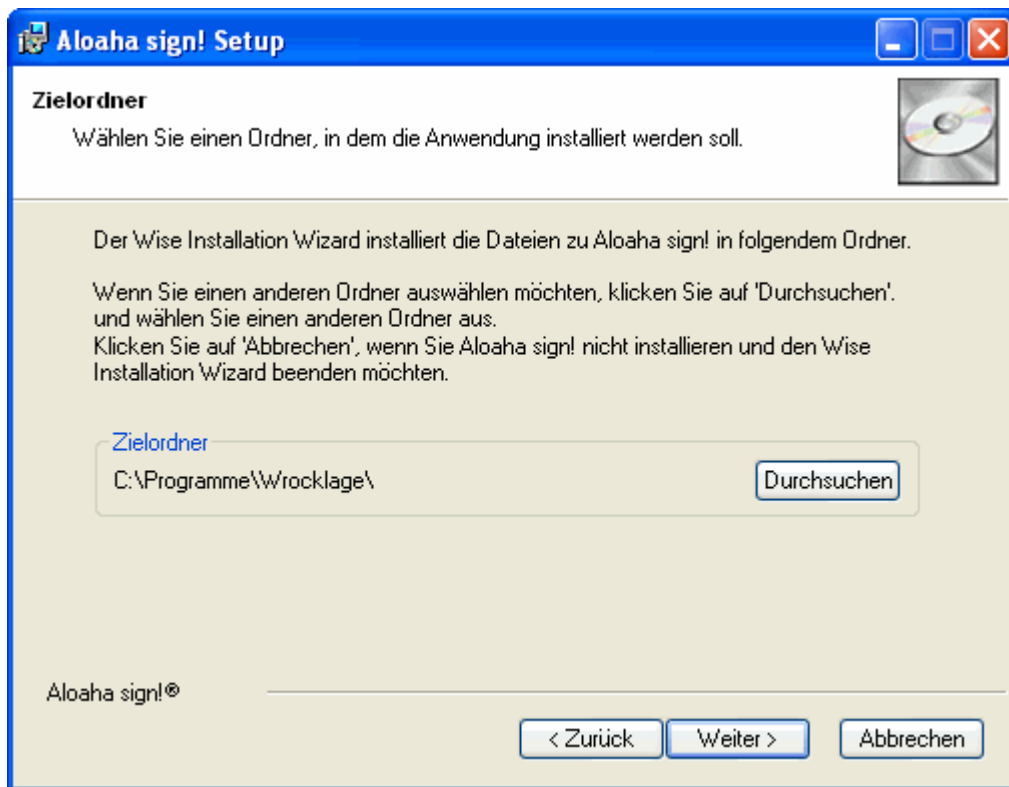 Aloaha sign! Setup
Zielordner
Wählen Sie einen Ordner, in dem die Anwendung installiert werden soll.
Der Wise Installation Wizard installiert die Dateien zu Aloaha sign! in folgendem Ordner.
Wenn Sie einen anderen Ordner auswählen möchten, klicken Sie auf 'Durchsuchen'.
und wählen Sie einen anderen Ordner aus.
Klicken Sie auf 'Abbrechen', wenn Sie Aloaha sign! nicht installieren und den Wise
Installation Wizard beenden möchten.
Zielordner
C:\Programme\Wrocklage\
Durchsuchen
Aloaha sign!®
< Zurück
Weiter >
Abbrechen